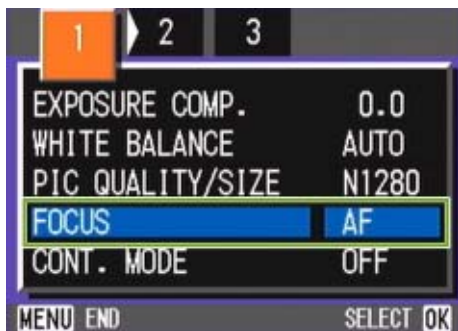 1 2 3
EXPOSURE COMP. 0.0
WHITE BALANCE AUTO
PIC QUALITY/SIZE N1280
FOCUS AF
CONT. MODE OFF
MENU END SELECT OK